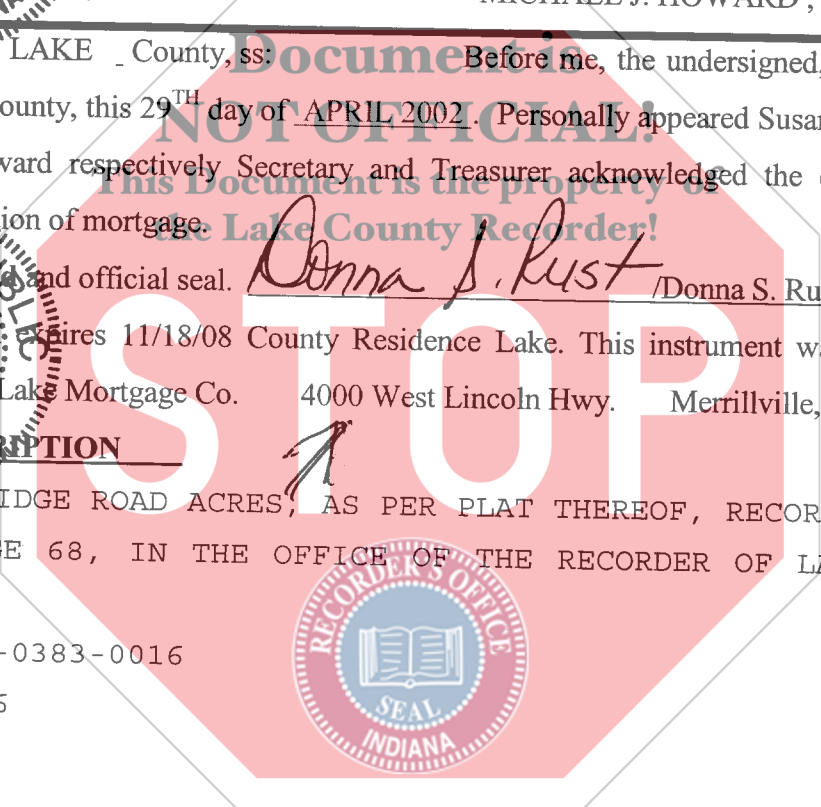 MICHAEL J. HOWARD,
LAKE County, ss: Before me, the undersigned,
ounty, this 29TH day of APRIL 2002. Personally appeared Susan
ward respectively Secretary and Treasurer acknowledged the
ion of mortgage.
d and official seal. Donna S. Rust /Donna S. Ru
expires 11/18/08 County Residence Lake. This instrument w
Lake Mortgage Co. 4000 West Lincoln Hwy. Merrillville,
RIPTION
IDGE ROAD ACRES, AS PER PLAT THEREOF, RECOR
GE 68, IN THE OFFICE OF THE RECORDER OF LA
-0383-0016
6
Document is
NOT OFFICIAL!
This Document is the property of
the Lake County Recorder!
STOP
RECORDER'S OFFICE
SEAL
INDIANA